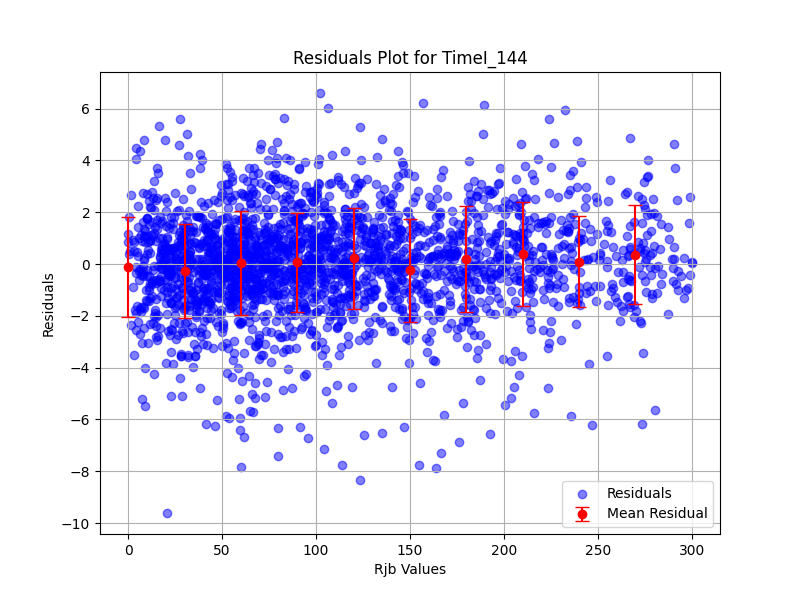 Residuals Plot for TimeI_144
Residuals
6
4
2
0
−2
−4
−6
−8
−10
0 50 100 150 200 250 300
Rjb Values
Residuals
Mean Residual